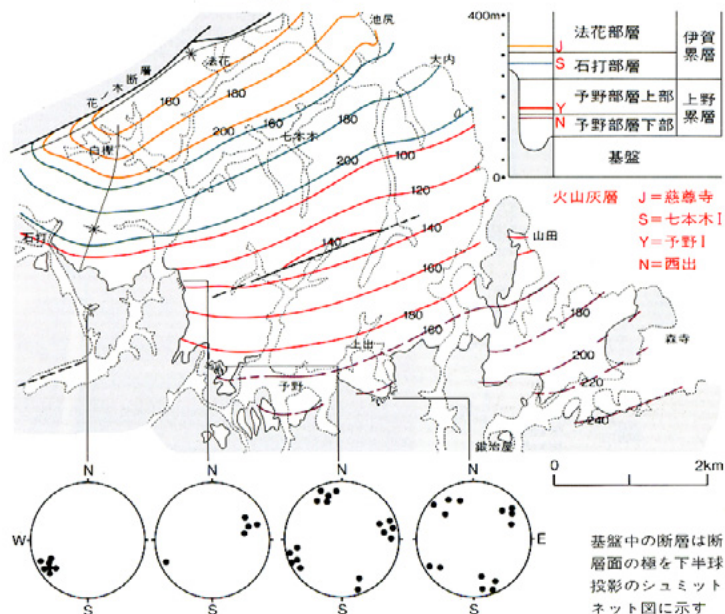 池尻
法花
花ノ木断層
160
180
200
白樫
七本木
160
180
200
大内
100
120
140
140
160
180
160
石打
山田
予野
上出
森寺
180
200
220
240
鍛冶屋
0 2km
400m
0
法花部層
石打部層
予野部層上部
予野部層下部
基盤
伊賀累層
上野累層
J
S
Y
N
火山灰層 J=慈尊寺
S=七本木I
Y=予野I
N=西出
N N N N
W E
S S S S
基盤中の断層は断
層面の極を下半球
投影のシュミット
ネット図に示す